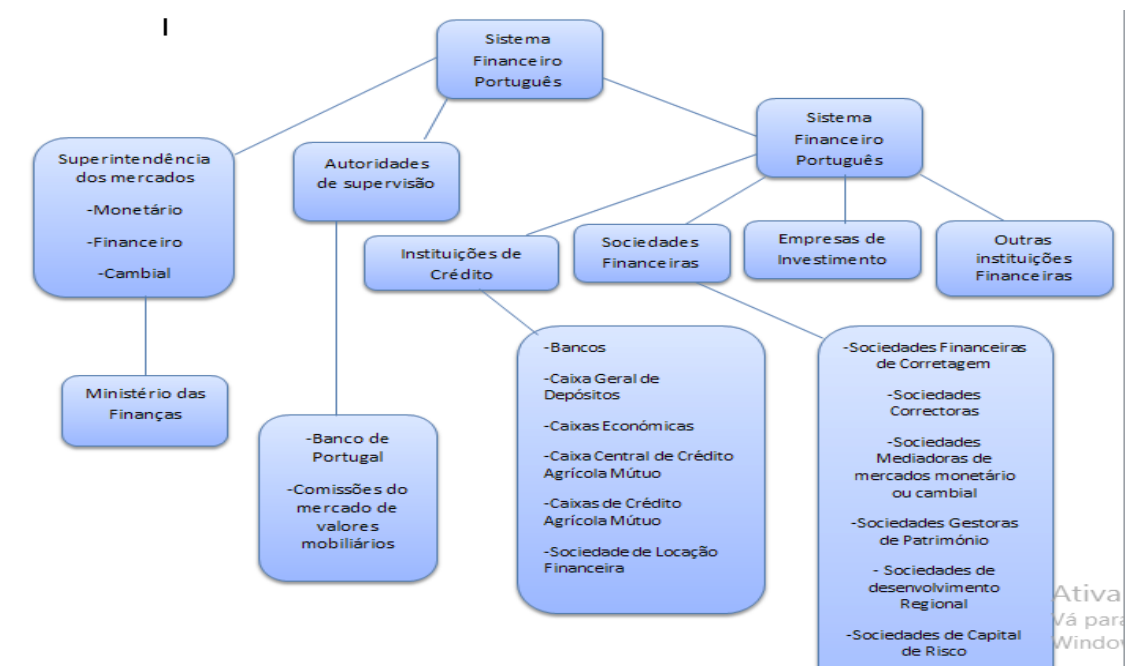 I
Sistema
Financeiro
Português
Sistema
Financeiro
Português
Superintendência
dos mercados
-Monetário
-Financeiro
-Cambial
Autoridades
de supervisão
Instituições de
Crédito
Sociedades
Financeiras
Empresas de
Investimento
Outras
instituições
Financeiras
Ministério das
Finanças
-Banco de
Portugal
-Comissões do
mercado de
valores
mobiliários
-Bancos
-Caixa Geral de
Depósitos
-Caixas Económicas
-Caixa Central de Crédito
Agrícola Mútuo
-Caixas de Crédito
Agrícola Mútuo
-Sociedade de Locação
Financeira
-Sociedades Financeiras
de Corretagem
-Sociedades
Correctoras
-Sociedades
Mediadoras de
mercados monetário
ou cambial
-Sociedades Gestoras
de Património
- Sociedades de
desenvolvimento
Regional
-Sociedades de Capital
de Risco
Ativa
Vá para
Window